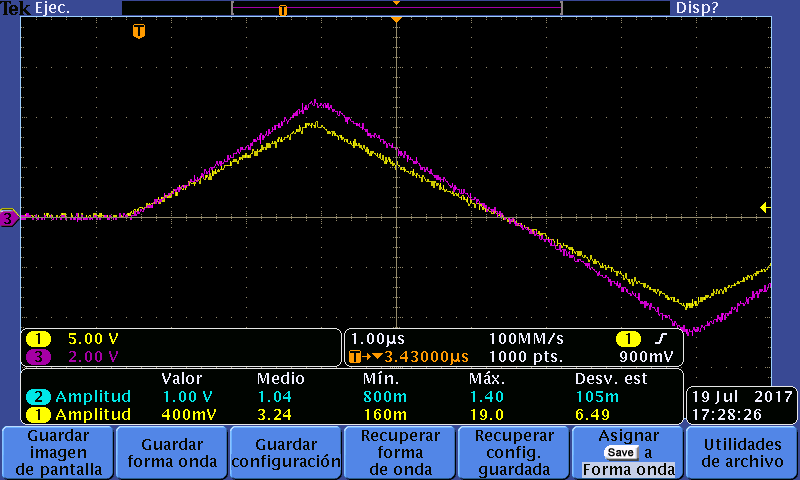 Tek Ejec. Disp?
T
T
3
1 5.00 V
3 2.00 V
1.00µs 100MM/s 1
T→▼3.43000µs 1000 pts. 900mV
Valor Medio Mín. Máx. Desv. est
2 Amplitud 1.00 V 1.04 800m 1.40 105m
1 Amplitud 400mV 3.24 160m 19.0 6.49
19 Jul 2017
17:28:26
Guardar
imagen
de pantalla
Guardar
forma onda
Guardar
configuración
Recuperar
forma
de onda
Recuperar
config.
guardada
Asignar
Save a
Forma onda
Utilidades
de archivo